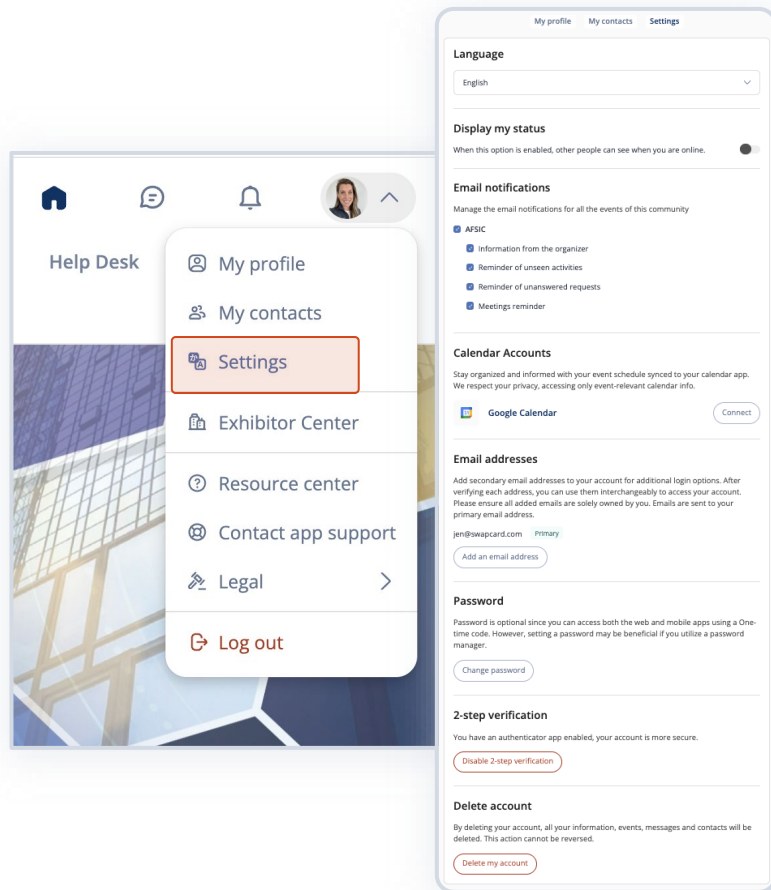 Help Desk
My profile
My contacts
Settings
Exhibitor Center
Resource center
Contact app support
Legal
Log out
My profile My contacts Settings
Language
English
Display my status
When this option is enabled, other people can see when you are online.
Email notifications
Manage the email notifications for all the events of this community
AFSIC
Information from the organizer
Reminder of unseen activities
Reminder of unanswered requests
Meetings reminder
Calendar Accounts
Stay organized and informed with your event schedule synced to your calendar app.
We respect your privacy, accessing only event-relevant calendar info.
Google Calendar Connect
Email addresses
Add secondary email addresses to your account for additional login options. After
verifying each address, you can use them interchangeably to access your account.
Please ensure all added emails are solely owned by you. Emails are sent to your
primary email address.
jen@swapcard.com Primary
Add an email address
Password
Password is optional since you can access both the web and mobile apps using a One-
time code. However, setting a password may be beneficial if you utilize a password
manager.
Change password
2-step verification
You have an authenticator app enabled, your account is more secure.
Disable 2-step verification
Delete account
By deleting your account, all your information, events, messages and contacts will be
deleted. This action cannot be reversed.
Delete my account